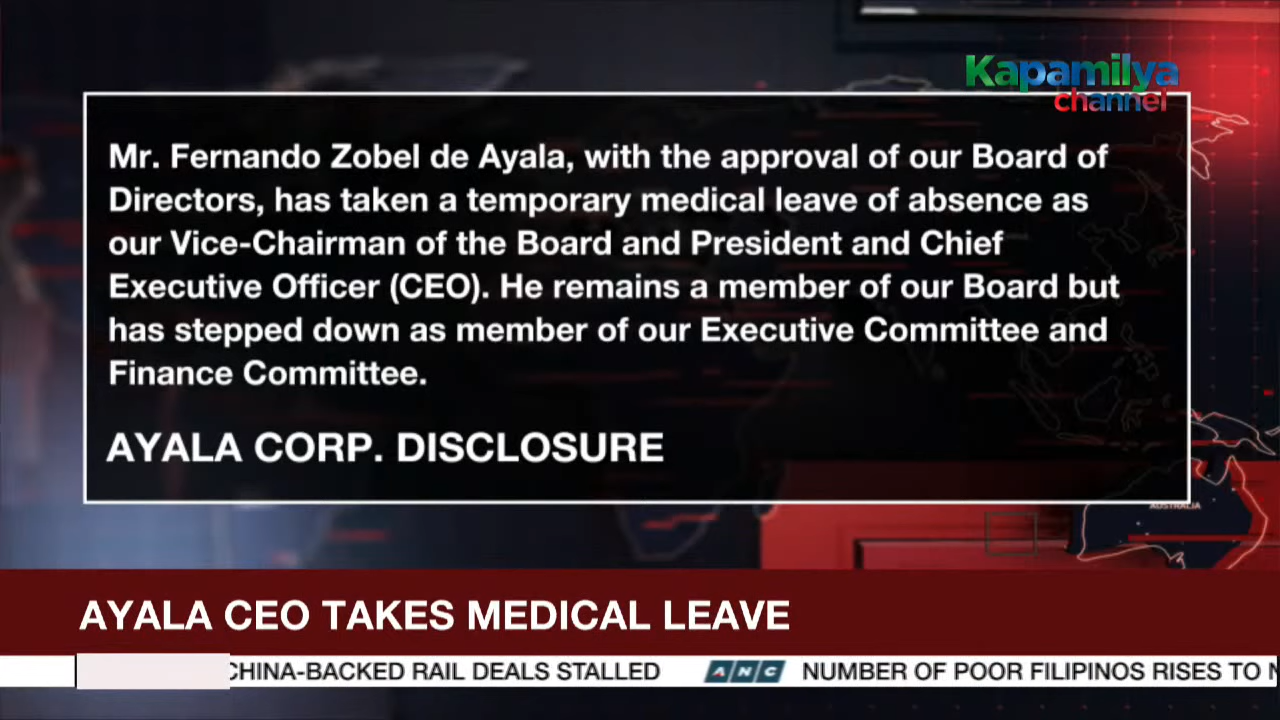 Kapamilya
channel
Mr. Fernando Zobel de Ayala, with the approval of our Board of
Directors, has taken a temporary medical leave of absence as
our Vice-Chairman of the Board and President and Chief
Executive Officer (CEO). He remains a member of our Board but
has stepped down as member of our Executive Committee and
Finance Committee.
AYALA CORP. DISCLOSURE
AUSTRALIA
AYALA CEO TAKES MEDICAL LEAVE
CHINA-BACKED RAIL DEALS STALLED ANC NUMBER OF POOR FILIPINOS RISES TO